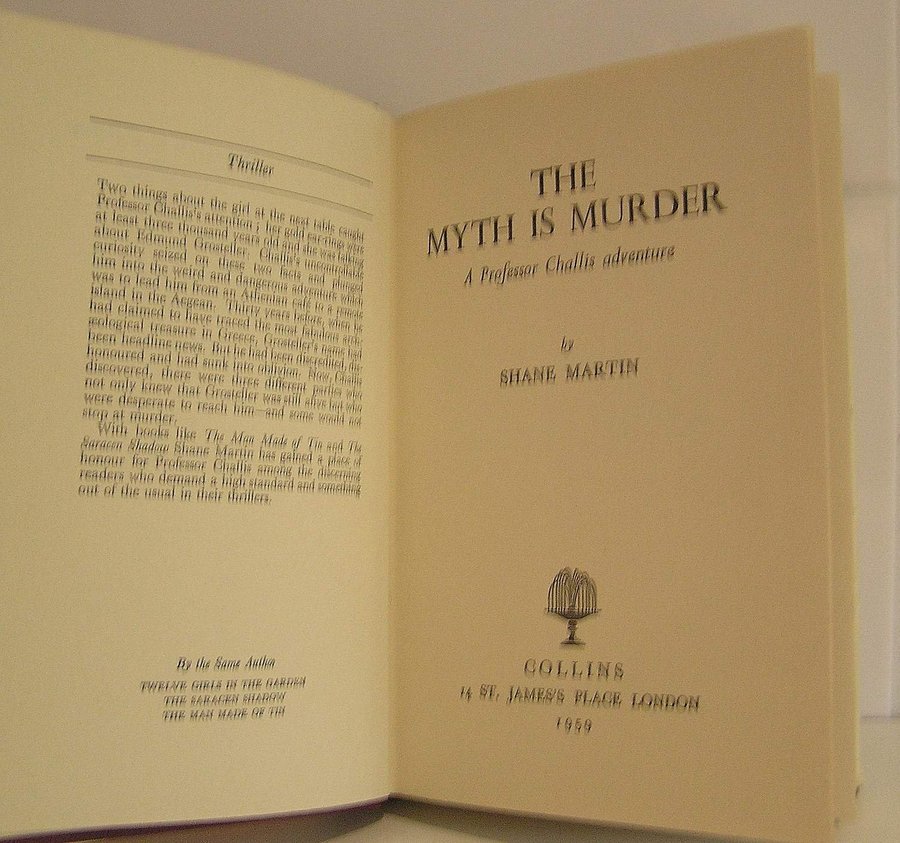 Thriller
Two things about the girl at the next table caught
Professor Challis's attention; her gold ear-rings were
at least three thousand years old and she was talking
about Edmund Grosteller. Challis's uncontrollable
curiosity seized on these two facts and plunged
him into the weird and dangerous adventure which
was to lead him from an Athenian café to a remote
island in the Aegean. Thirty years before, when he
had claimed to have traced the most fabulous arch-
æological treasure in Greece, Grosteller's name had
been headline news. But he had been discredited, dis-
honoured and had sunk into oblivion. Now, Challis
discovered, there were three different parties who
not only knew that Grosteller was still alive but who
were desperate to reach him—and some would not
stop at murder.
With books like The Man Made of Tin and The
Saracen Shadow Shane Martin has gained a place of
honour for Professor Challis among the discerning
readers who demand a high standard and something
out of the usual in their thrillers.
By the Same Author
TWELVE GIRLS IN THE GARDEN
THE SARACEN SHADOW
THE MAN MADE OF TIN
THE
MYTH IS MURDER
A Professor Challis adventure
by
SHANE MARTIN
COLLINS
14 ST. JAMES'S PLACE LONDON
1959